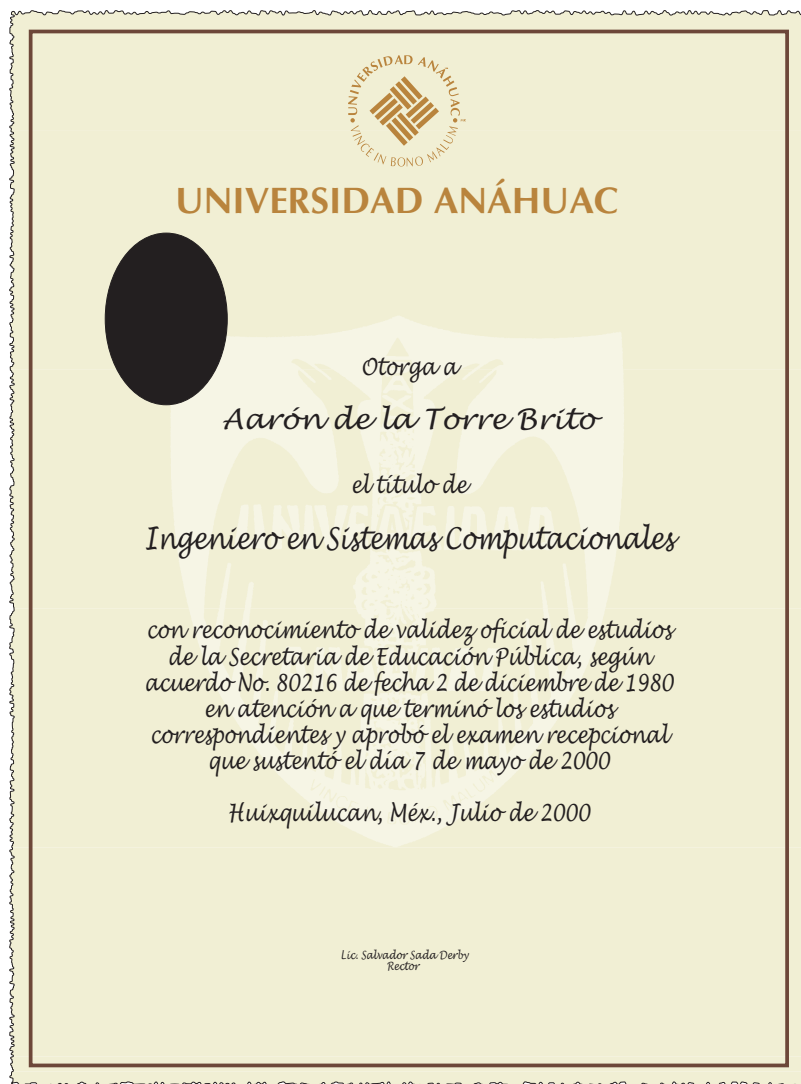 UNIVERSIDAD ANÁHUAC
VINCE IN BONO MALUM
UNIVERSIDAD ANÁHUAC
Otorga a
Aarón de la Torre Brito
el título de
UNIVERSIDAD
Ingeniero en Sistemas Computacionales
con reconocimiento de validez oficial de estudios
de la Secretaría de Educación Pública, según
acuerdo No. 80216 de fecha 2 de diciembre de 1980
en atención a que terminó los estudios
correspondientes y aprobó el examen recepcional
que sustentó el día 7 de mayo de 2000
Huixquilucan, Méx., Julio de 2000
Lic. Salvador Sada Derby
Rector